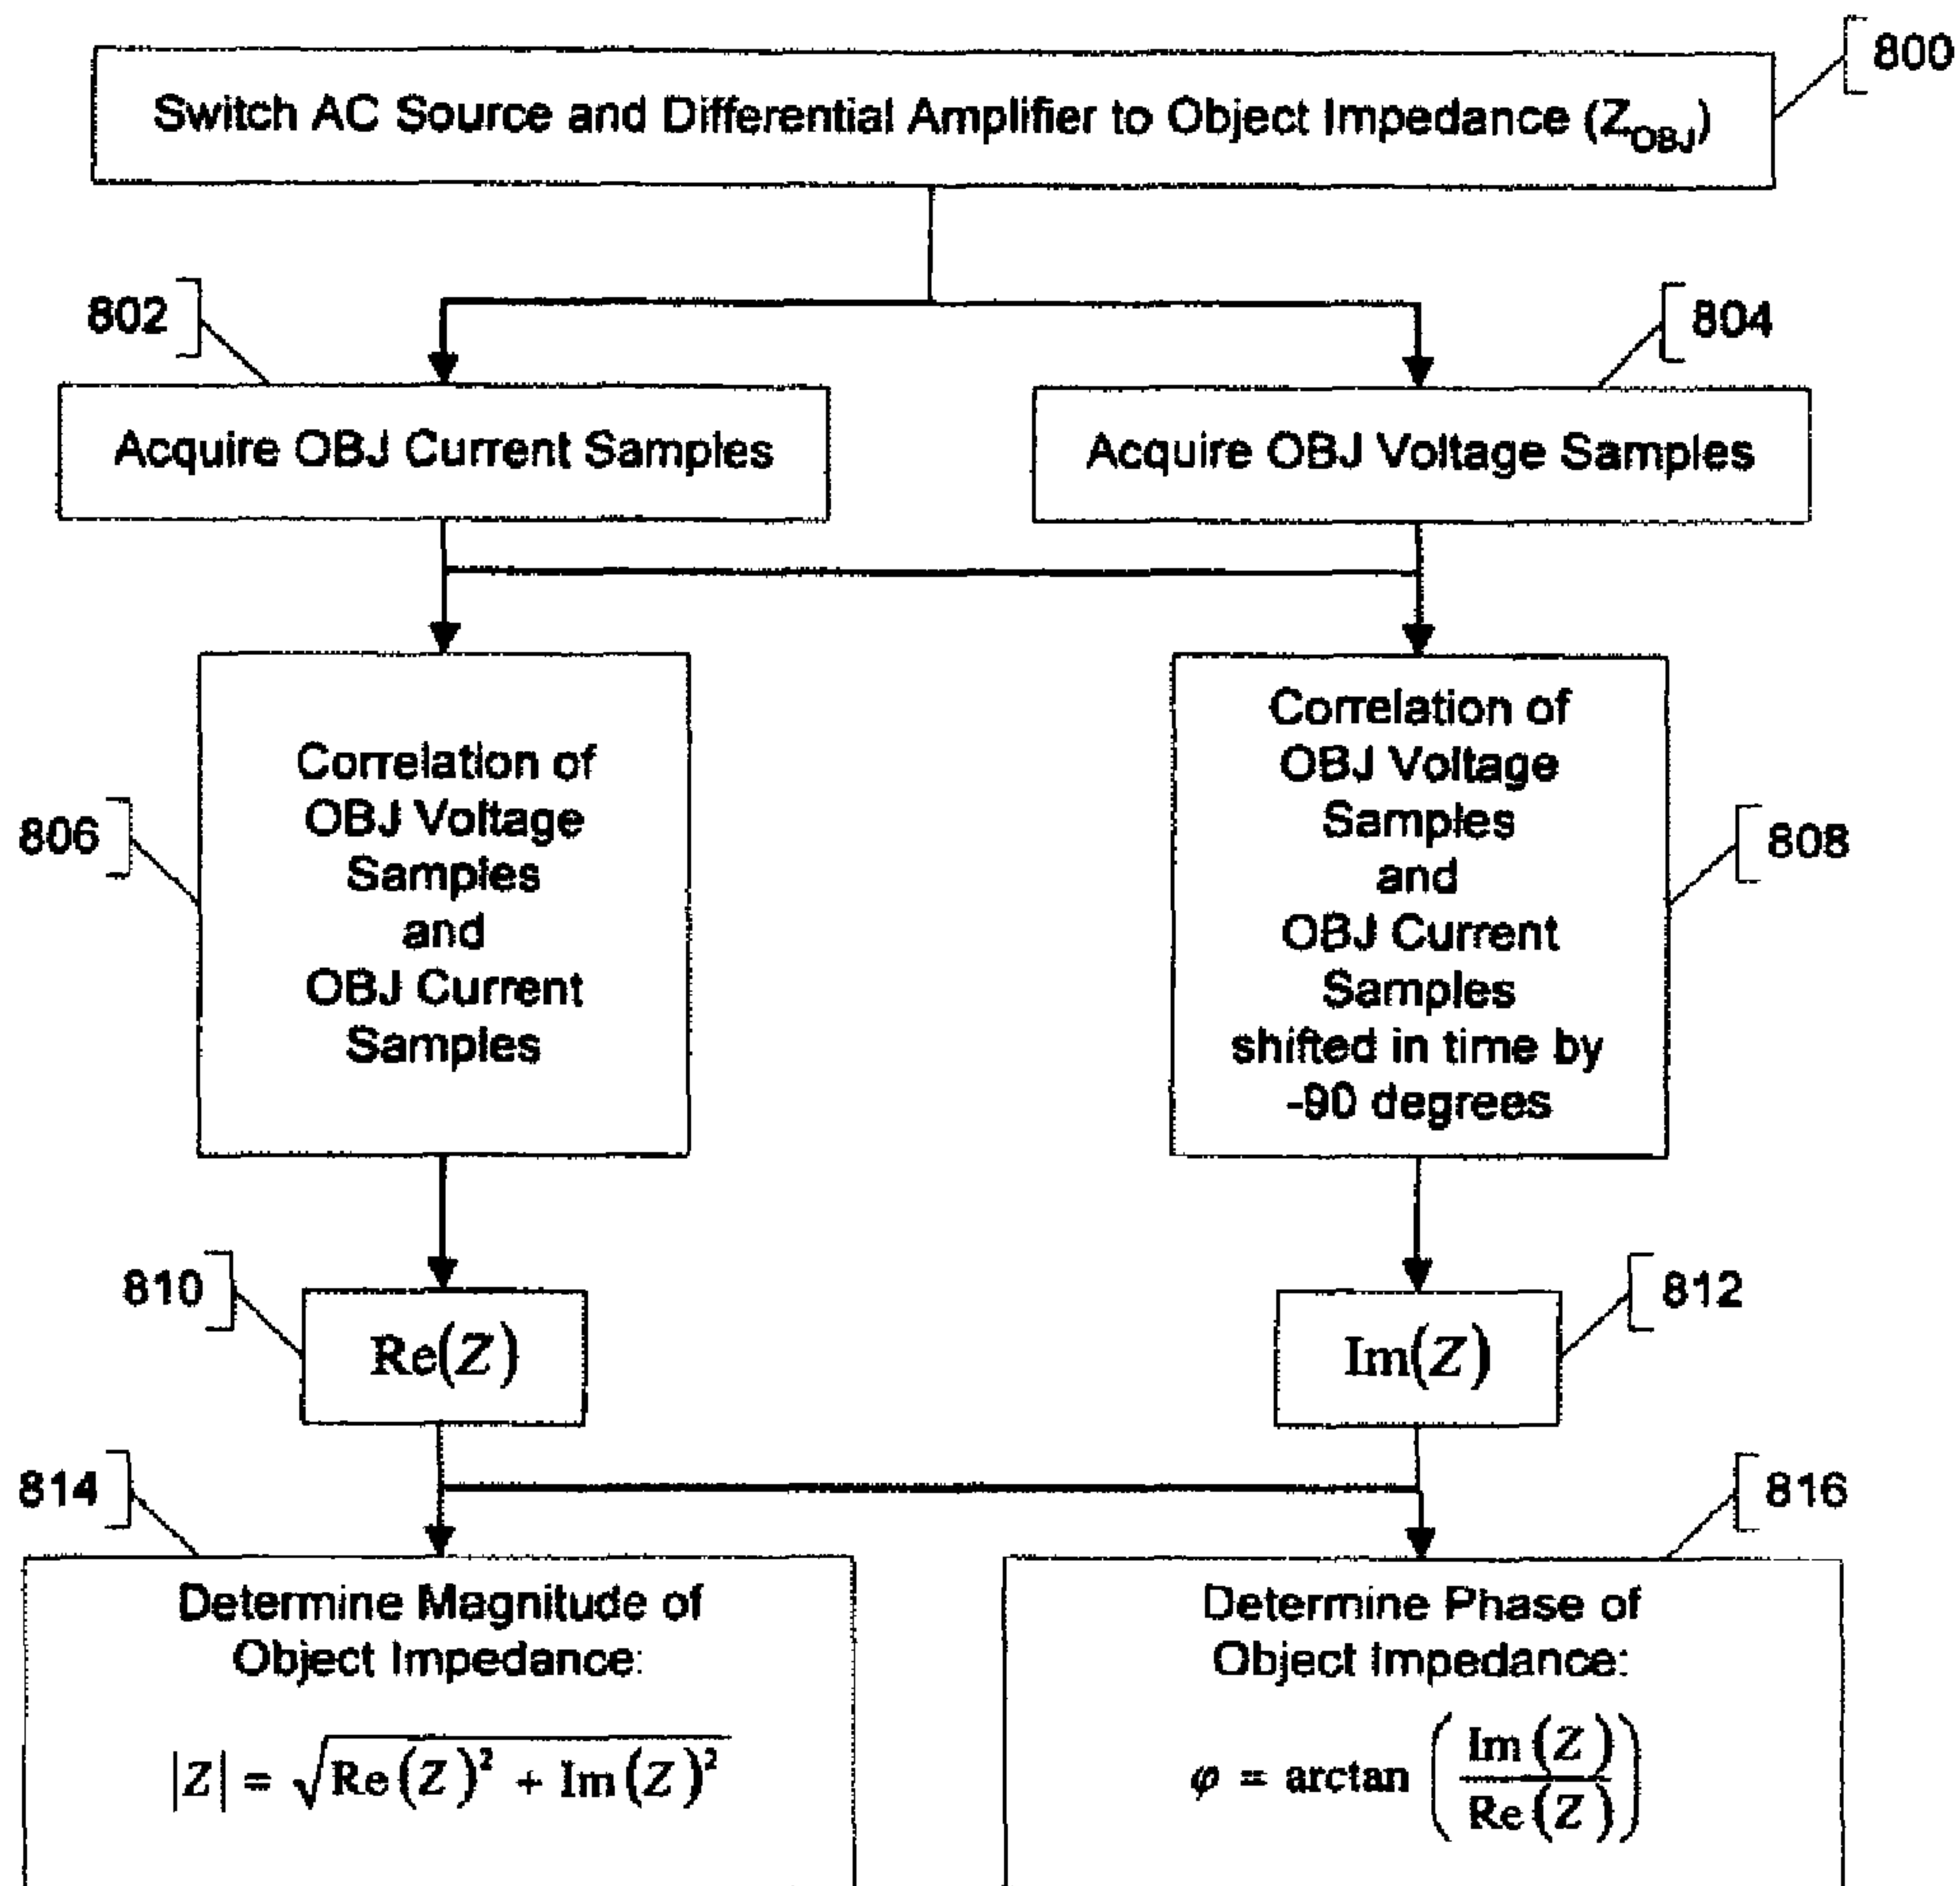 800
Switch AC Source and Differential Amplifier to Object Impedance (Z_OBJ)
802
804
Acquire OBJ Current Samples
Acquire OBJ Voltage Samples
806
Correlation of
OBJ Voltage
Samples
and
OBJ Current
Samples
808
Correlation of
OBJ Voltage
Samples
and
OBJ Current
Samples
shifted in time by
-90 degrees
810
Re(Z)
812
Im(Z)
814
Determine Magnitude of
Object Impedance:
|Z| = √(Re(Z)² + Im(Z)²)
816
Determine Phase of
Object Impedance:
φ = arctan (Im(Z)/Re(Z))